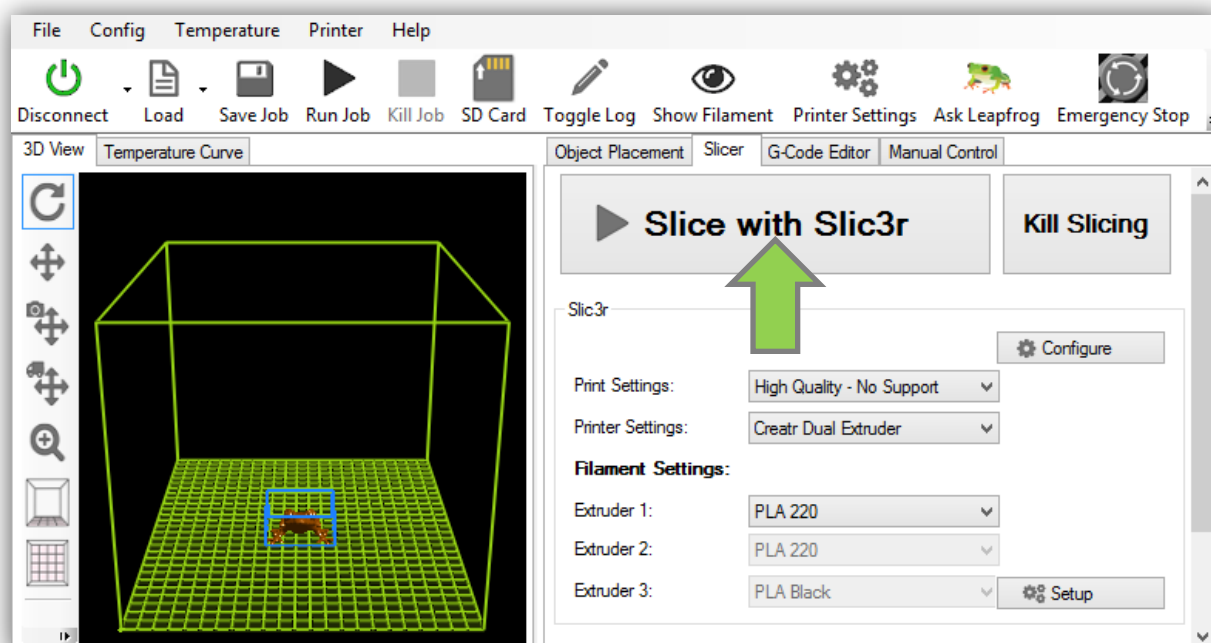 File Config Temperature Printer Help
Disconnect Load Save Job Run Job Kill Job SD Card Toggle Log Show Filament Printer Settings Ask Leapfrog Emergency Stop
3D View Temperature Curve
Object Placement Slicer G-Code Editor Manual Control
Slice with Slic3r
Kill Slicing
Slic3r
Configure
Print Settings: High Quality - No Support
Printer Settings: Creatr Dual Extruder
Filament Settings:
Extruder 1: PLA 220
Extruder 2: PLA 220
Extruder 3: PLA Black
Setup